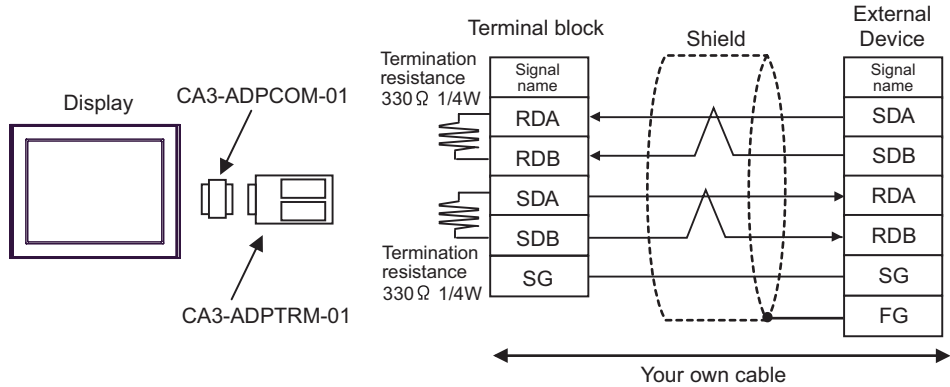 Display
CA3-ADPCOM-01
CA3-ADPTRM-01
Terminal block
Shield
External
Device
Termination
resistance
330Ω 1/4W
Termination
resistance
330Ω 1/4W
Signal
name
RDA
RDB
SDA
SDB
SG
Signal
name
SDA
SDB
RDA
RDB
SG
FG
Your own cable